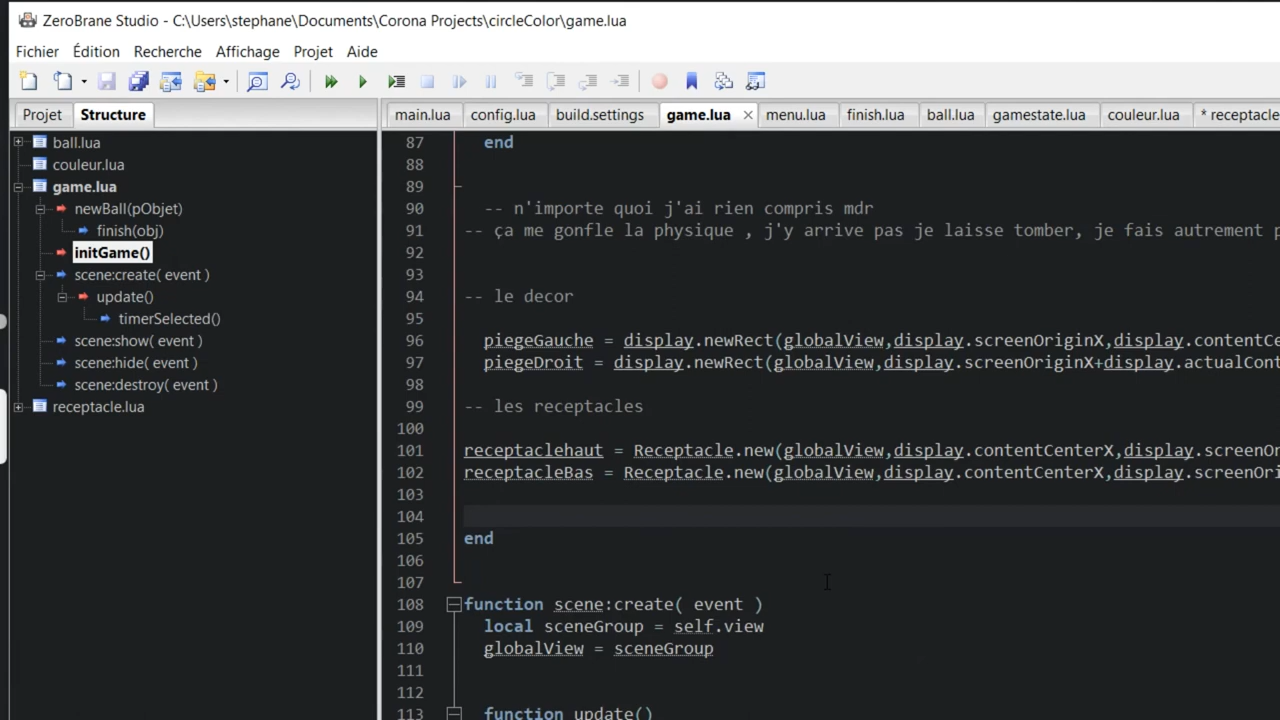 ZeroBrane Studio - C:\Users\stephane\Documents\Corona Projects\circleColor\game.lua
Fichier Édition Recherche Affichage Projet Aide
Projet Structure
main.lua config.lua build.settings game.lua menu.lua finish.lua ball.lua gamestate.lua couleur.lua * receptacle
ball.lua
couleur.lua
game.lua
newBall(pObjet)
finish(obj)
initGame()
scene:create( event )
update()
timerSelected()
scene:show( event )
scene:hide( event )
scene:destroy( event )
receptacle.lua
87 end
88
89
90 -- n'importe quoi j'ai rien compris mdr
91 -- ça me gonfle la physique , j'y arrive pas je laisse tomber, je fais autrement p
92
93
94 -- le decor
95
96 piegeGauche = display.newRect(globalView,display.screenOriginX,display.contentCe
97 piegeDroit = display.newRect(globalView,display.screenOriginX+display.actualCont
98
99 -- les receptacles
100
101 receptaclehaut = Receptacle.new(globalView,display.contentCenterX,display.screenO
102 receptacleBas = Receptacle.new(globalView,display.contentCenterX,display.screenOri
103
104
105 end
106
107
108 function scene:create( event )
109 local sceneGroup = self.view
110 globalView = sceneGroup
111
112
113 function update()